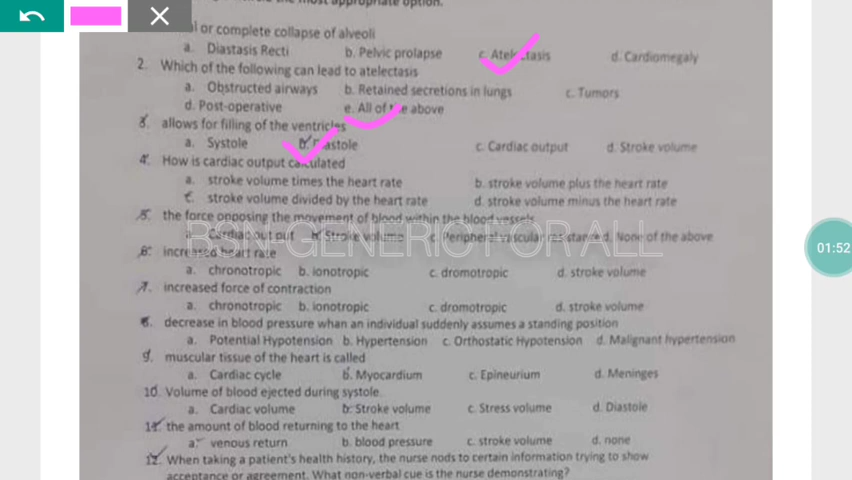 the most appropriate option.
al or complete collapse of alveoli
a. Diastasis Recti b. Pelvic prolapse c. Atelectasis d. Cardiomegaly
2. Which of the following can lead to atelectasis
a. Obstructed airways b. Retained secretions in lungs c. Tumors
d. Post-operative e. All of the above
3. allows for filling of the ventricles
a. Systole b. Diastole c. Cardiac output d. Stroke volume
4. How is cardiac output calculated
a. stroke volume times the heart rate b. stroke volume plus the heart rate
c. stroke volume divided by the heart rate d. stroke volume minus the heart rate
5. the force opposing the movement of blood within the blood vessels
a. Cardiac out put b. Stroke volume c. Peripheral vascular resistance d. None of the above
BSN-GENERIC FOR ALL
01:52
6. increased heart rate
a. chronotropic b. ionotropic c. dromotropic d. stroke volume
7. increased force of contraction
a. chronotropic b. ionotropic c. dromotropic d. stroke volume
8. decrease in blood pressure whan an individual suddenly assumes a standing position
a. Potential Hypotension b. Hypertension c. Orthostatic Hypotension d. Malignant hypertension
9. muscular tissue of the heart is called
a. Cardiac cycle b. Myocardium c. Epineurium d. Meninges
10. Volume of blood ejected during systole
a. Cardiac volume b. Stroke volume c. Stress volume d. Diastole
11. the amount of blood returning to the heart
a. venous return b. blood pressure c. stroke volume d. none
12. When taking a patient's health history, the nurse nods to certain information trying to show
acceptance or agreement. What non-verbal cue is the nurse demonstrating?